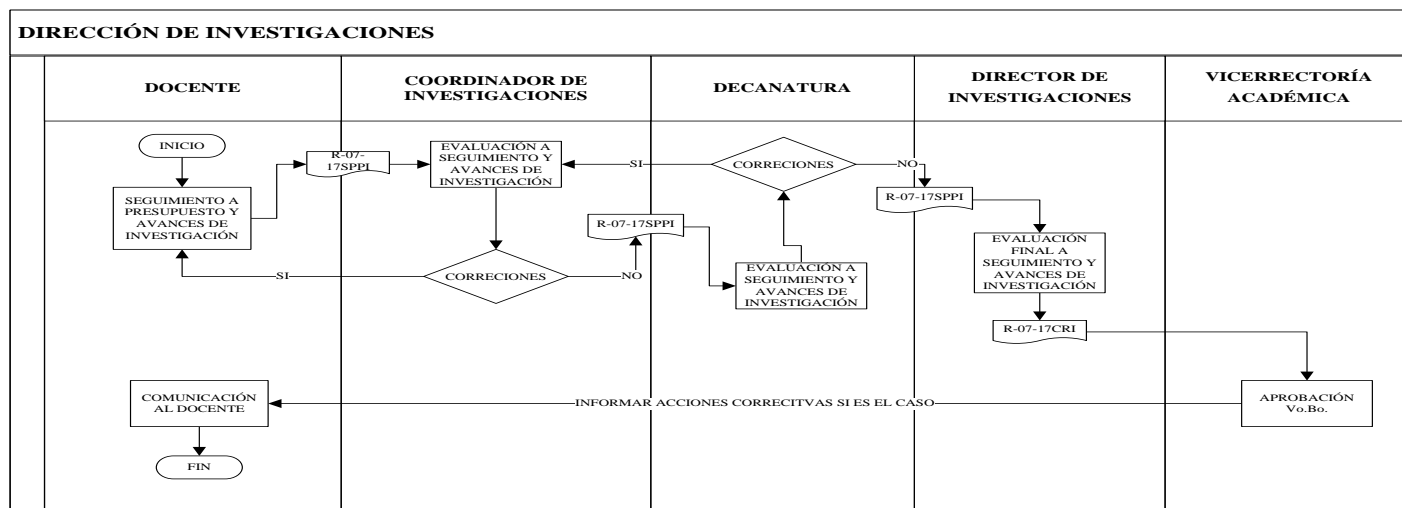 DIRECCIÓN DE INVESTIGACIONES
DOCENTE
COORDINADOR DE
INVESTIGACIONES
DECANATURA
DIRECTOR DE
INVESTIGACIONES
VICERRECTORÍA
ACADÉMICA
INICIO
SEGUIMIENTO A
PRESUPUESTO Y
AVANCES DE
INVESTIGACIÓN
R-07-
17SPPI
EVALUACIÓN A
SEGUIMIENTO Y
AVANCES DE
INVESTIGACIÓN
SI
CORRECIONES
NO
R-07-17SPPI
SI
CORRECIONES
NO
R-07-17SPPI
EVALUACIÓN A
SEGUIMIENTO Y
AVANCES DE
INVESTIGACIÓN
EVALUACIÓN
FINAL A
SEGUIMIENTO Y
AVANCES DE
INVESTIGACIÓN
R-07-17CRI
COMUNICACIÓN
AL DOCENTE
INFORMAR ACCIONES CORRECITVAS SI ES EL CASO
APROBACIÓN
Vo.Bo.
FIN